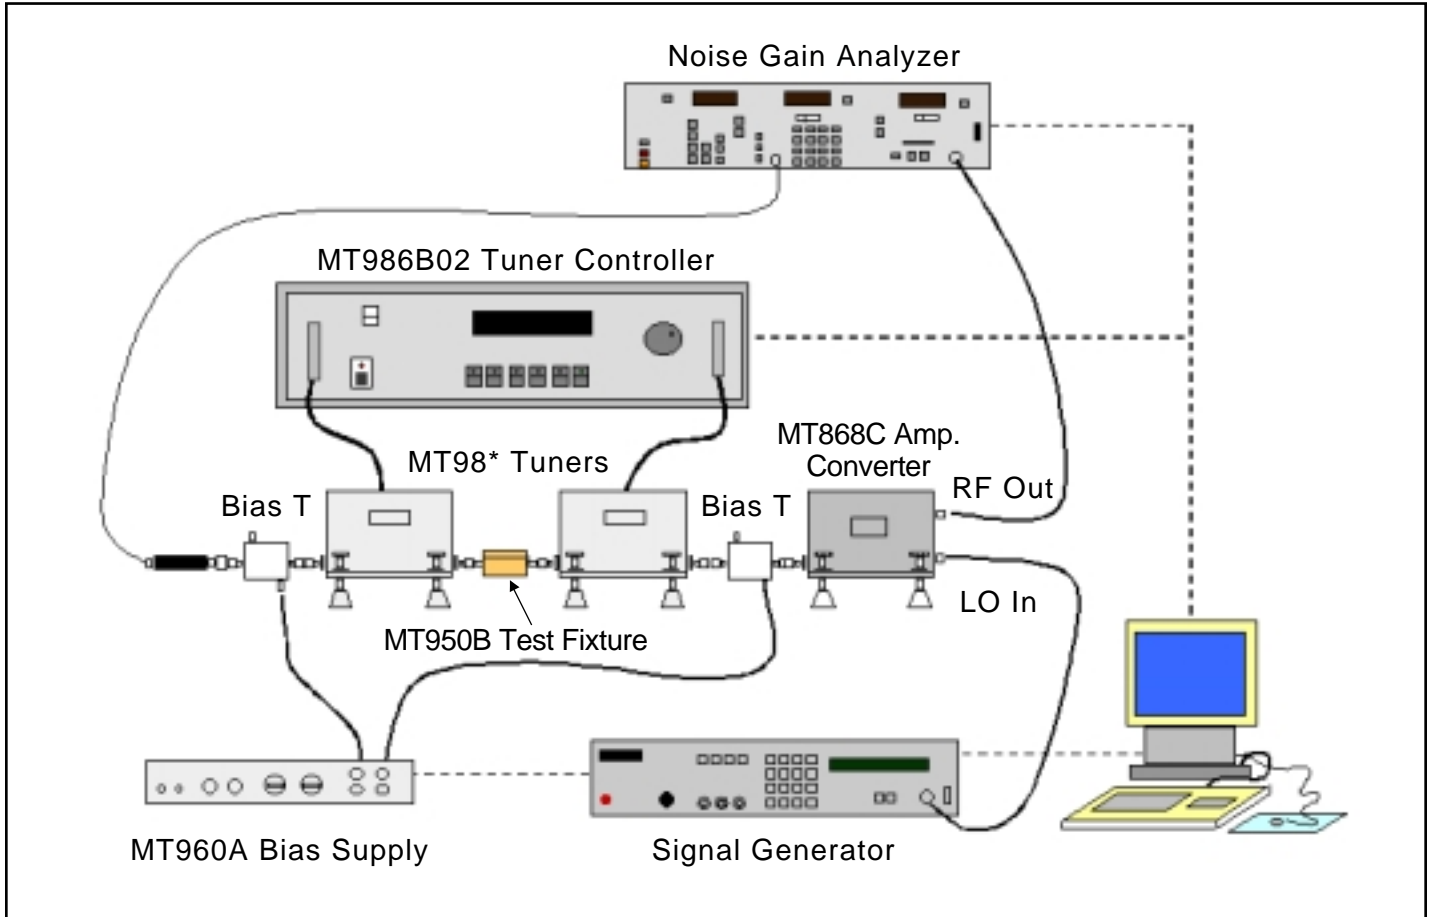 Noise Gain Analyzer
MT986B02 Tuner Controller
MT868C Amp.
Converter
MT98* Tuners
RF Out
Bias T
Bias T
LO In
MT950B Test Fixture
MT960A Bias Supply
Signal Generator